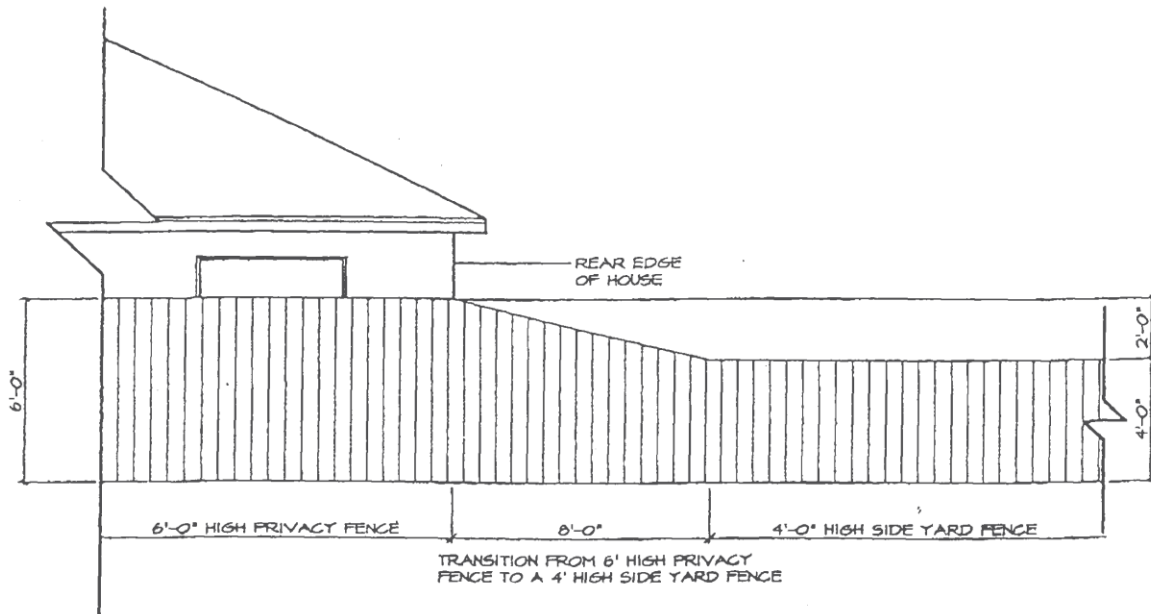 REAR EDGE
OF HOUSE
2'-0"
6'-0"
4'-0"
6'-0" HIGH PRIVACY FENCE
8'-0"
4'-0" HIGH SIDE YARD FENCE
TRANSITION FROM 6' HIGH PRIVACY
FENCE TO A 4' HIGH SIDE YARD FENCE